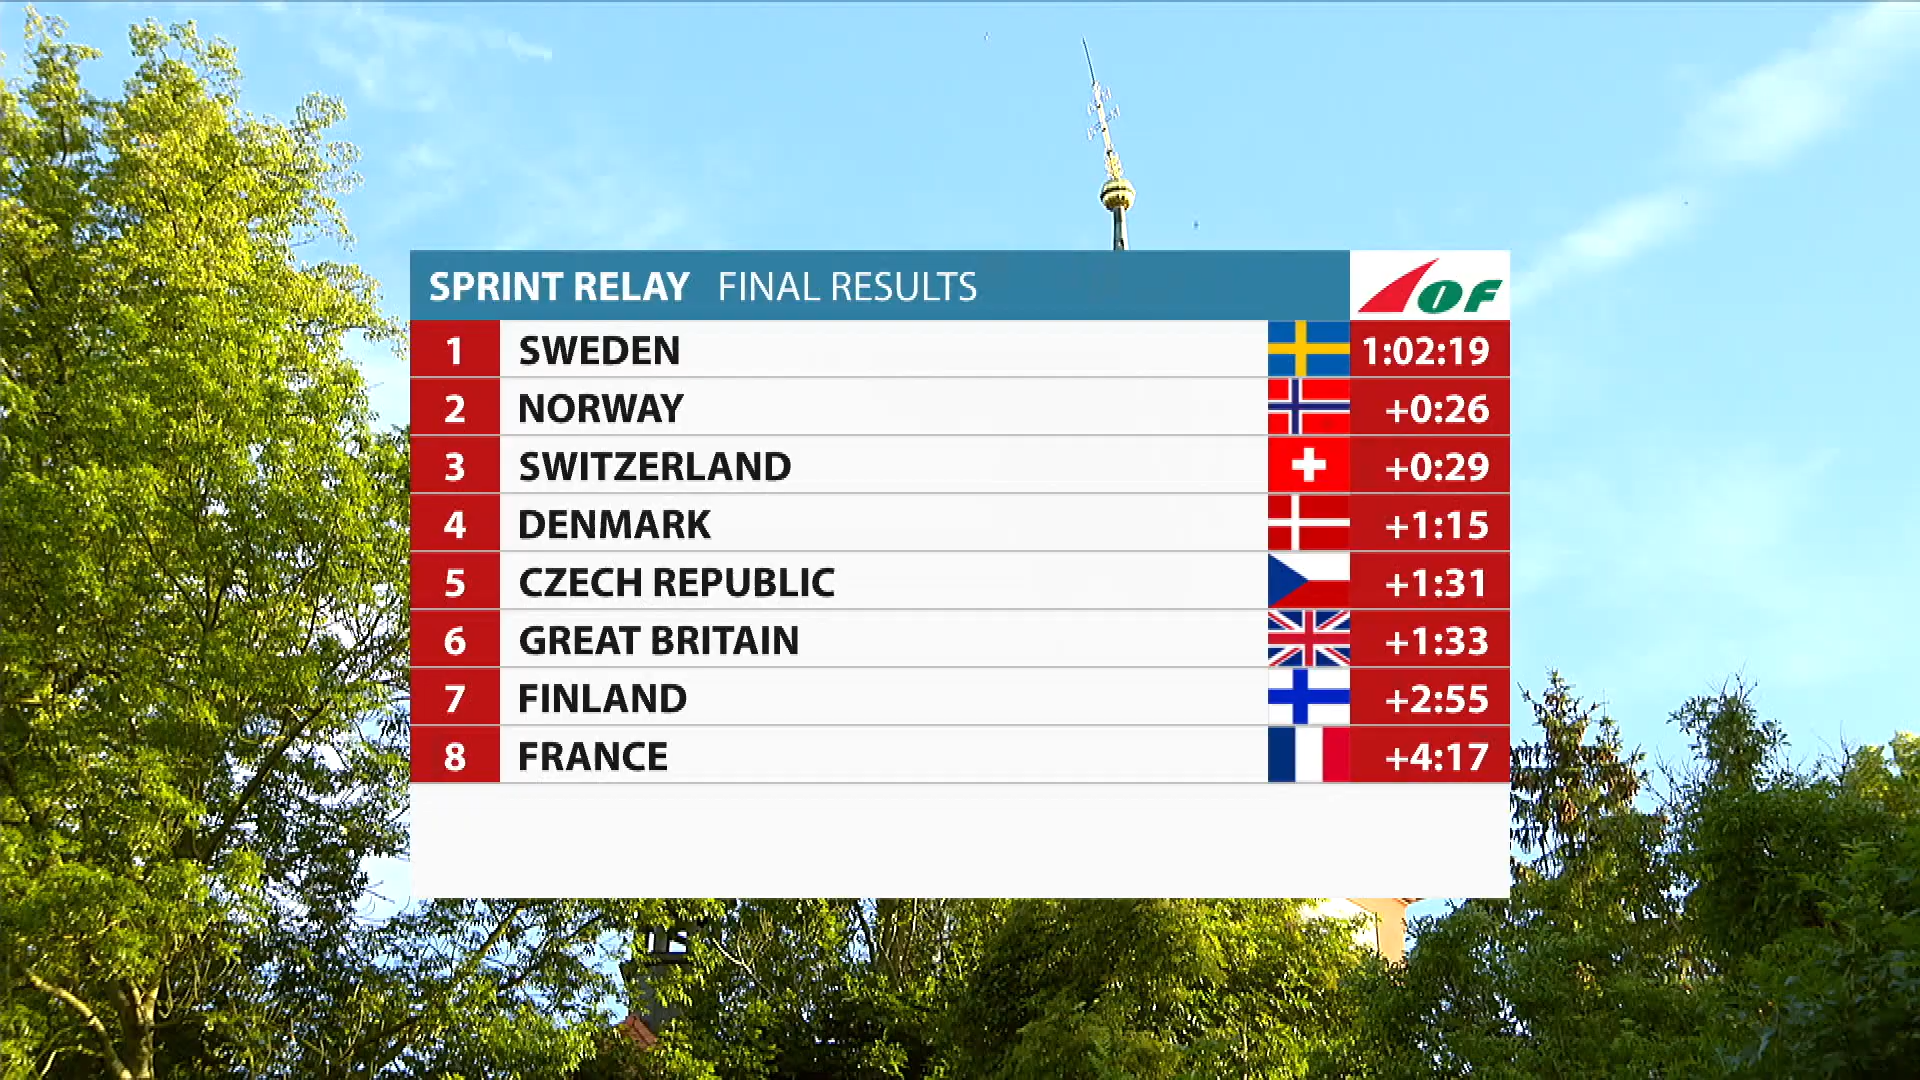 SPRINT RELAY FINAL RESULTS IOF
1 SWEDEN 1:02:19
2 NORWAY +0:26
3 SWITZERLAND +0:29
4 DENMARK +1:15
5 CZECH REPUBLIC +1:31
6 GREAT BRITAIN +1:33
7 FINLAND +2:55
8 FRANCE +4:17